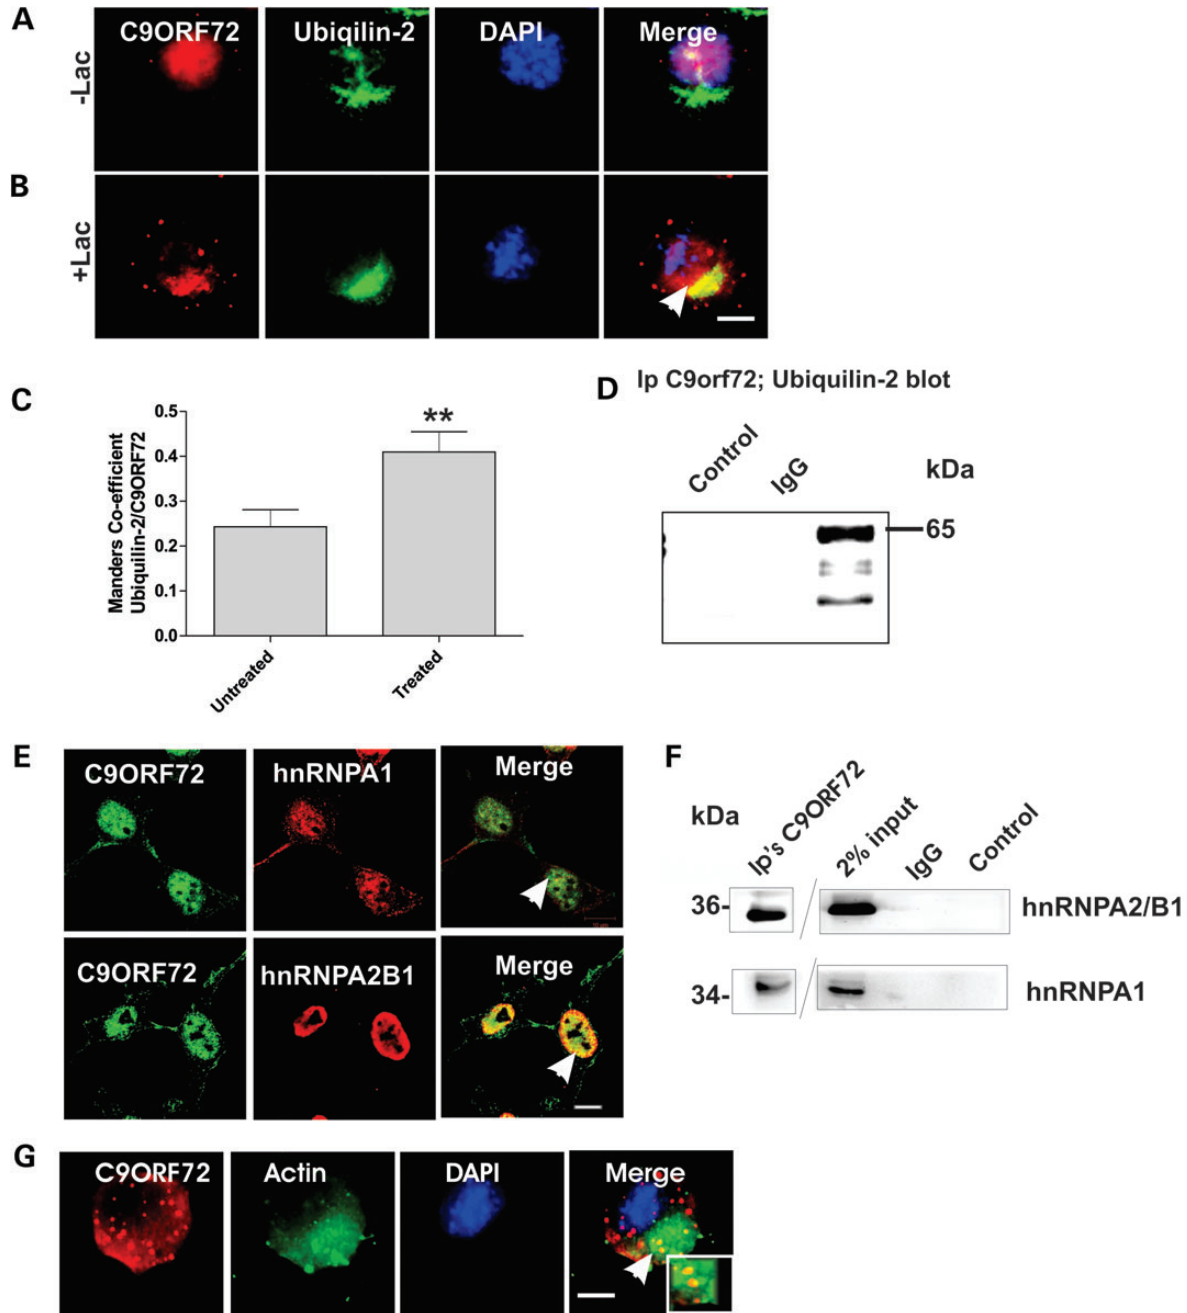 A
C9ORF72 Ubiqilin-2 DAPI Merge
-Lac
B
+Lac
C
Manders Co-efficient
Ubiquilin-2/C9ORF72
0.5
0.4
0.3
0.2
0.1
0.0
**
Untreated
Treated
D
Ip C9orf72; Ubiquilin-2 blot
Control
IgG
kDa
65
E
C9ORF72 hnRNPA1 Merge
C9ORF72 hnRNPA2B1 Merge
F
kDa
Ip's C9ORF72
2% input
IgG
Control
36-
hnRNPA2/B1
34-
hnRNPA1
G
C9ORF72 Actin DAPI Merge